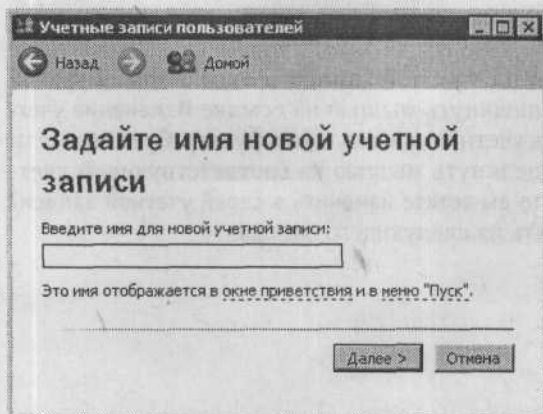 Учетные записи пользователей
Назад Домой
Задайте имя новой учетной
записи
Введите имя для новой учетной записи:
Это имя отображается в окне приветствия и в меню "Пуск".
Далее > Отмена